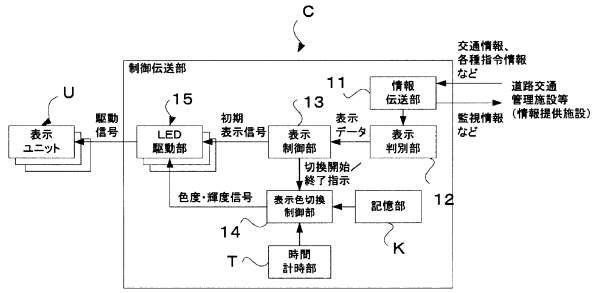 C
制御伝送部
交通情報、
各種指令情報
など
11
情報
伝送部
道路交通
管理施設等
(情報提供施設)
監視情報
など
U
表示
ユニット
駆動
信号
15
LED
駆動部
初期
表示信号
13
表示
制御部
表示
データ
表示
判別部
12
切換開始/
終了指示
色度・輝度信号
表示色切換
制御部
14
記憶部
K
T
時間
計時部